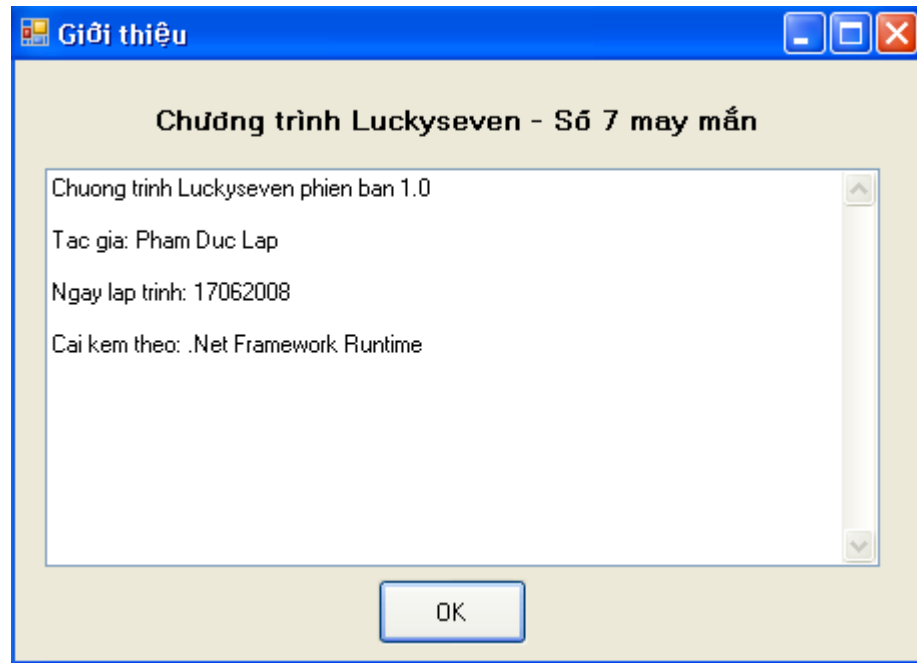 Giới thiệu
Chương trình Luckyseven - Số 7 may mắn
Chuong trinh Luckyseven phien ban 1.0
Tac gia: Pham Duc Lap
Ngay lap trinh: 17062008
Cai kem theo: .Net Framework Runtime
OK